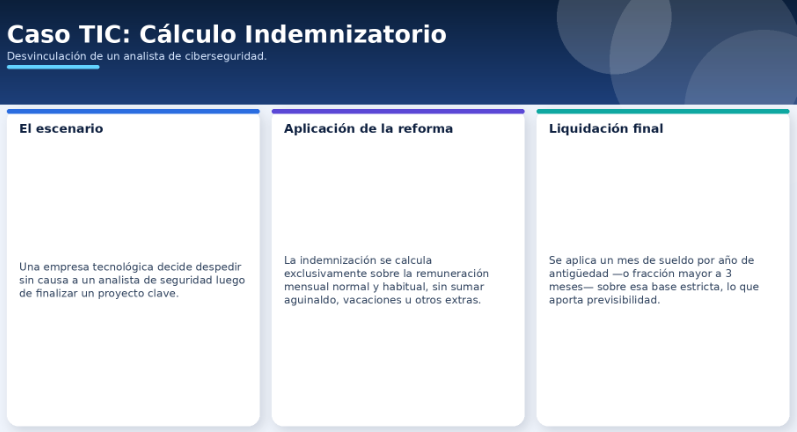 Caso TIC: Cálculo Indemnizatorio
Desvinculación de un analista de ciberseguridad.
El escenario
Una empresa tecnológica decide despedir
sin causa a un analista de seguridad luego
de finalizar un proyecto clave.
Aplicación de la reforma
La indemnización se calcula
exclusivamente sobre la remuneración
mensual normal y habitual, sin sumar
aguinaldo, vacaciones u otros extras.
Liquidación final
Se aplica un mes de sueldo por año de
antigüedad —o fracción mayor a 3
meses— sobre esa base estricta, lo que
aporta previsibilidad.